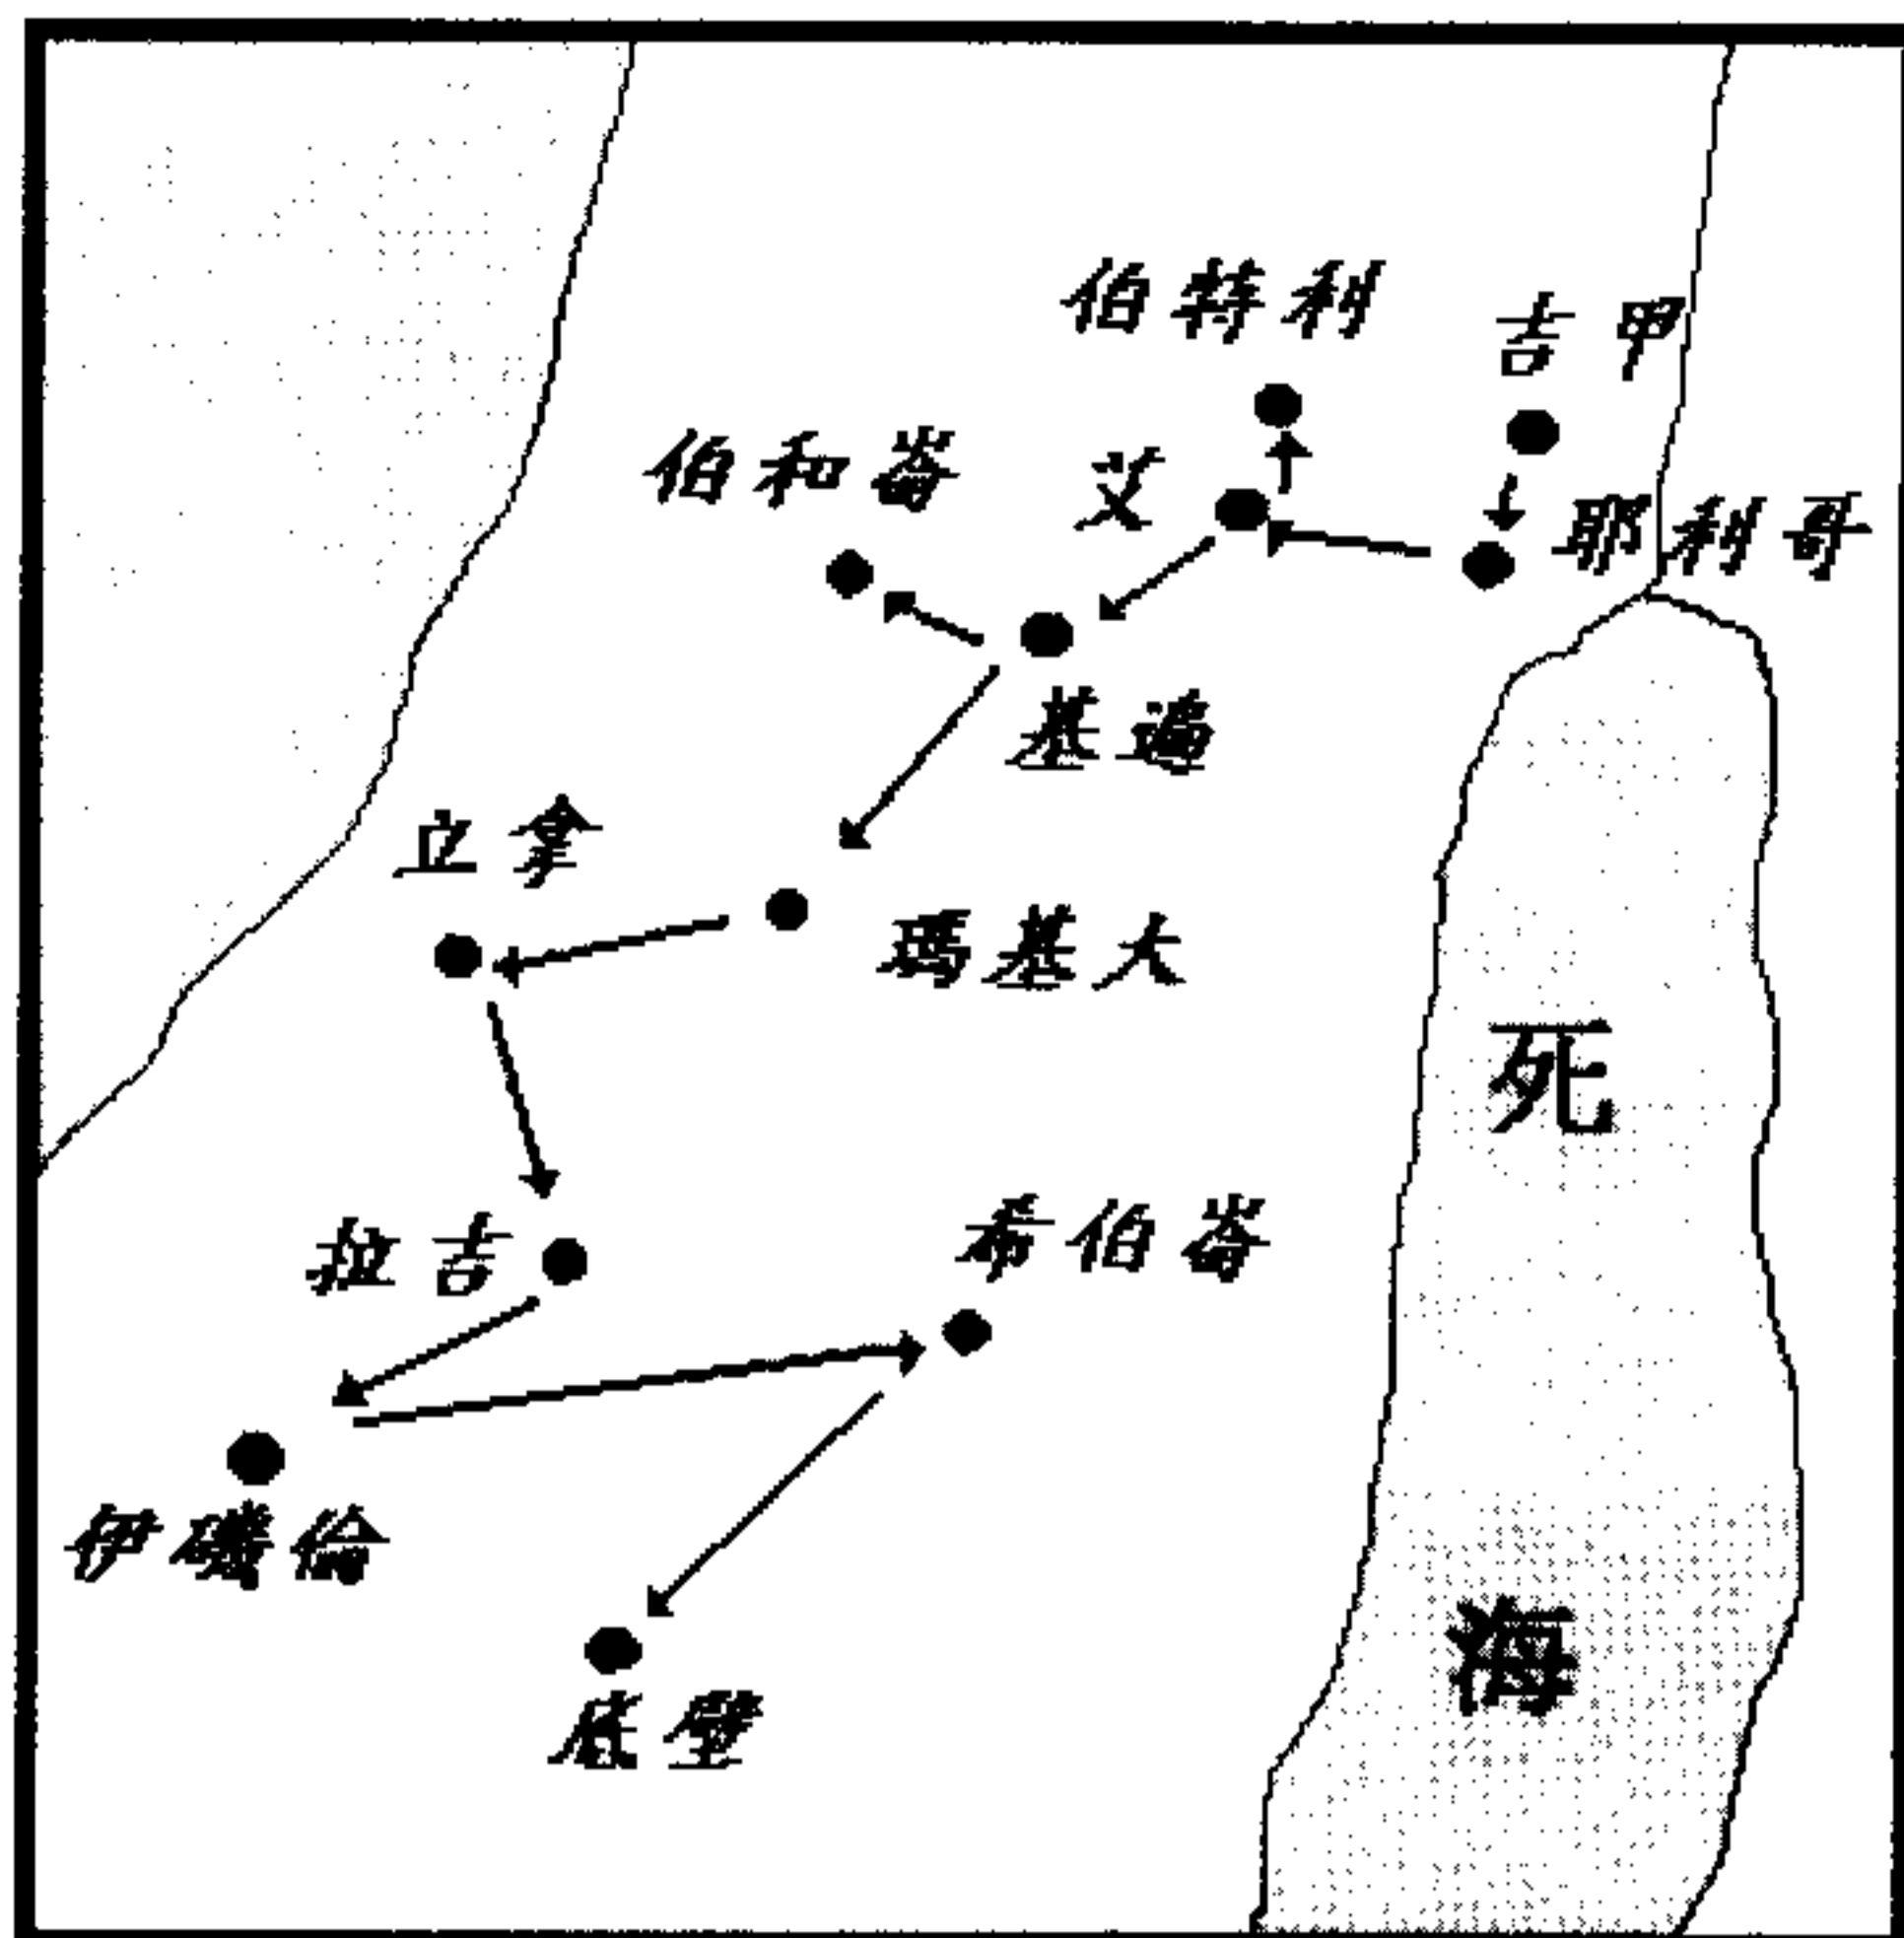 伯特利
吉甲
伯和崙
艾
耶利哥
基遍
立拿
瑪基大
死
拉吉
希伯崙
伊磯倫
海
底璧